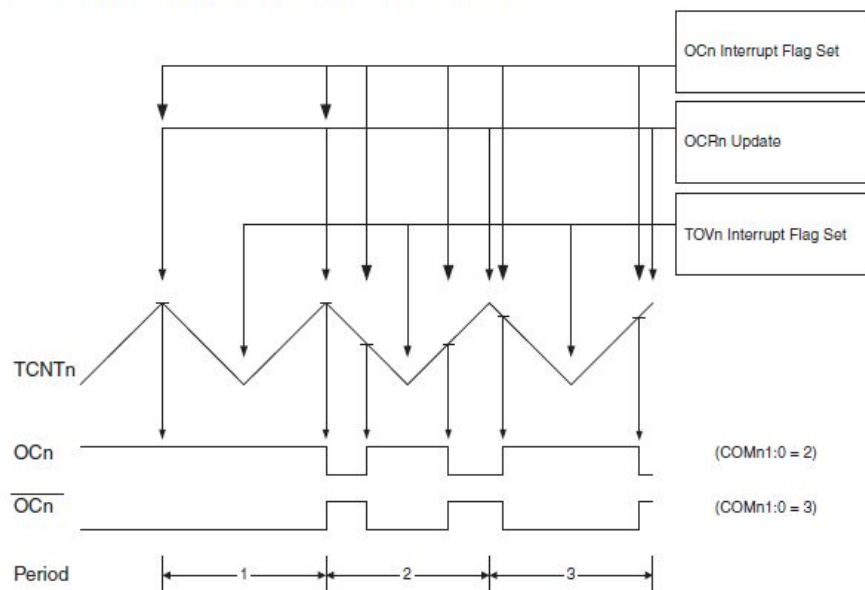 OCn Interrupt Flag Set
OCRn Update
TOVn Interrupt Flag Set
TCNTn
OCn
(COMn1:0 = 2)
OCn
(COMn1:0 = 3)
Period
1
2
3